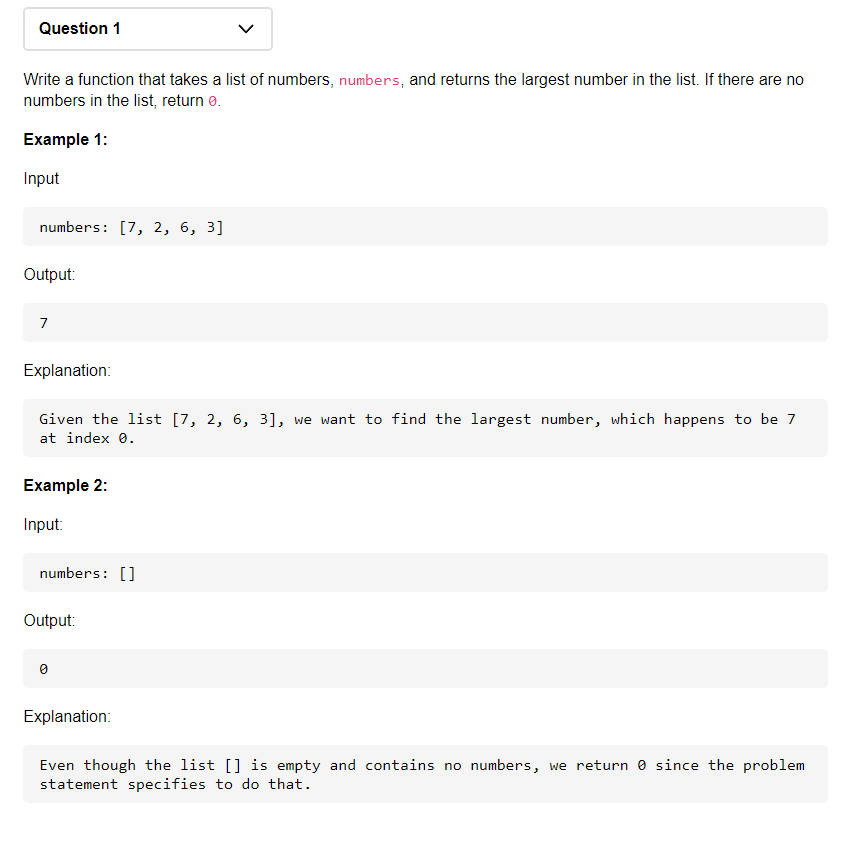 Question 1
Write a function that takes a list of numbers, numbers, and returns the largest number in the list. If there are no
numbers in the list, return 0.
Example 1:
Input
numbers: [7, 2, 6, 3]
Output:
7
Explanation:
Given the list [7, 2, 6, 3], we want to find the largest number, which happens to be 7
at index 0.
Example 2:
Input:
numbers: []
Output:
0
Explanation:
Even though the list [] is empty and contains no numbers, we return 0 since the problem
statement specifies to do that.